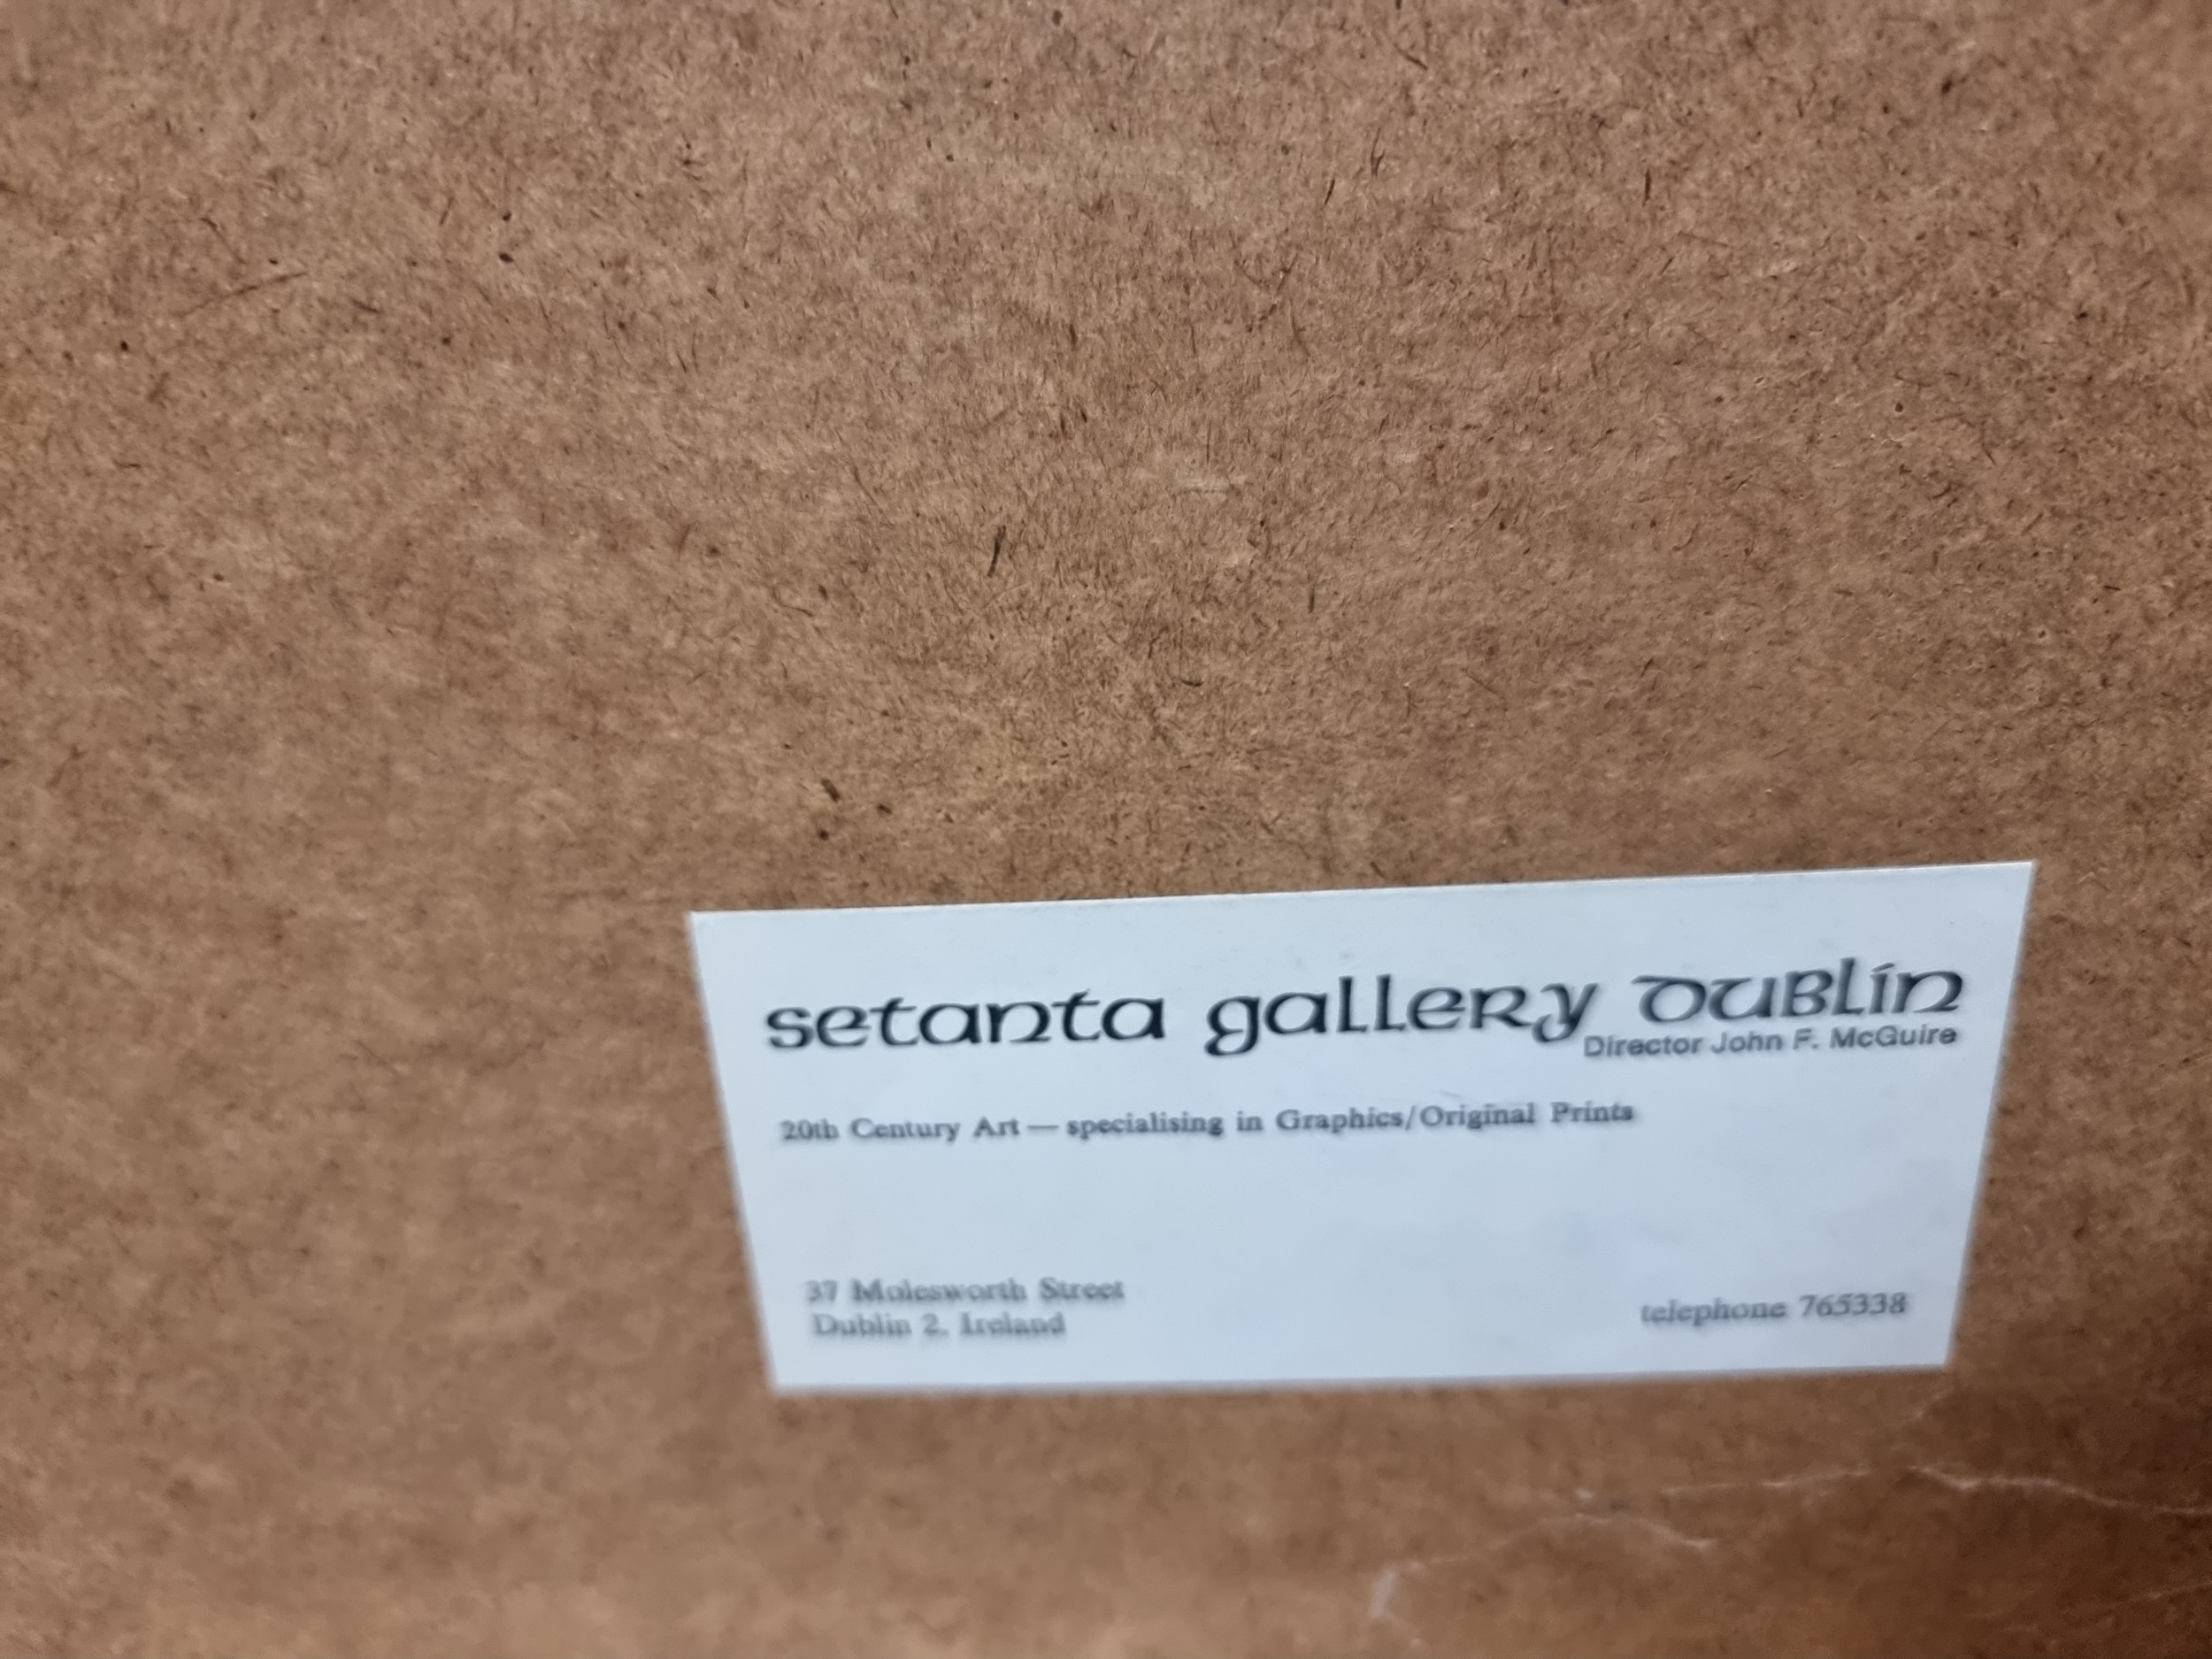 setanta gallery Dublin
Director John F. McGuire
20th Century Art — specialising in Graphics/Original Prints
37 Molesworth Street
Dublin 2, Ireland
telephone 765338